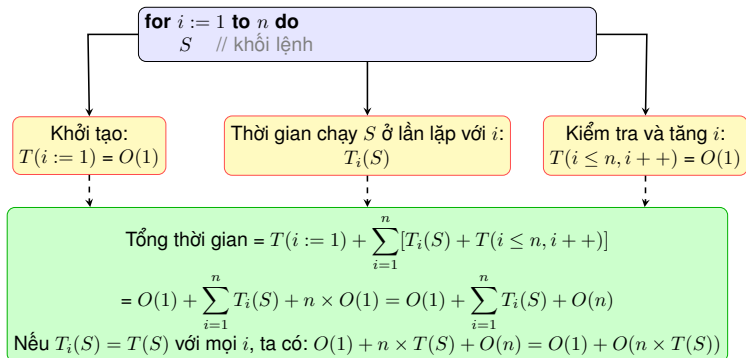 for i := 1 to n do
S // khối lệnh
Khởi tạo:
T(i := 1) = O(1)
Thời gian chạy S ở lần lặp với i:
T_i(S)
Kiểm tra và tăng i:
T(i ≤ n, i + +) = O(1)
Tổng thời gian = T(i := 1) + ∑_{i=1}^{n} [T_i(S) + T(i ≤ n, i + +)]
= O(1) + ∑_{i=1}^{n} T_i(S) + n × O(1) = O(1) + ∑_{i=1}^{n} T_i(S) + O(n)
Nếu T_i(S) = T(S) với mọi i, ta có: O(1) + n × T(S) + O(n) = O(1) + O(n × T(S))